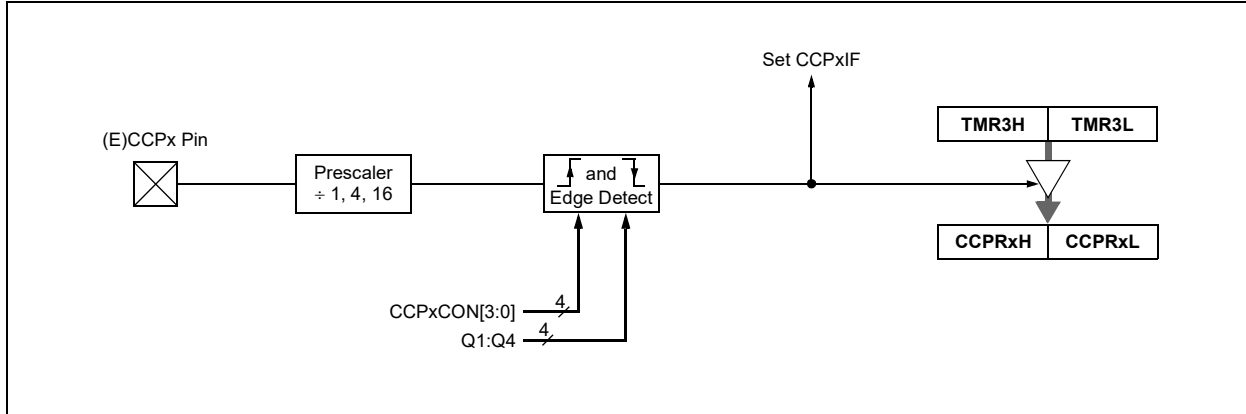 Set CCPxIF
TMR3H TMR3L
(E)CCPx Pin
Prescaler
÷ 1, 4, 16
and
Edge Detect
CCPRxH CCPRxL
CCPxCON[3:0] 4
Q1:Q4 4